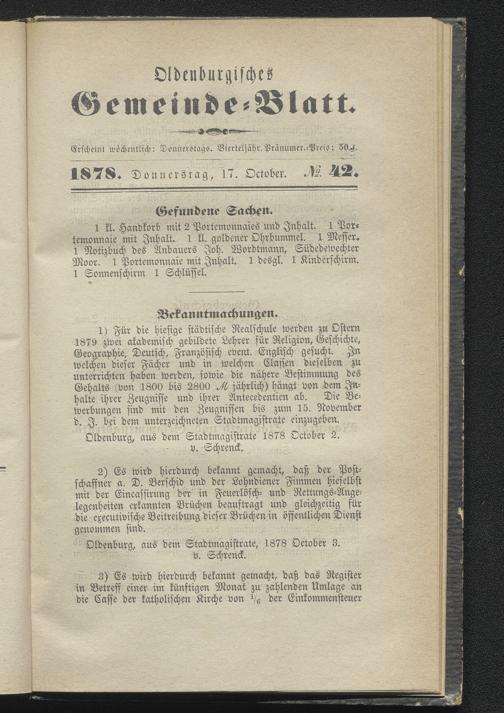 Oldenburgisches
Gemeinde-Blatt.
Erscheint wöchentlich: Donnerstags. Vierteljähr. Pränumer.-Preis: 50 ₰.
1878. Donnerstag, 17. October. № 42.
Gefundene Sachen.
1 kl. Handkorb mit 2 Portemonnaies und Inhalt. 1 Por-
temonnaie mit Inhalt. 1 kl. goldener Ohrbummel. 1 Messer.
1 Notizbuch des Anbauers Joh. Wordtmann, Südedewechter
Moor. 1 Portemonaie mit Inhalt. 1 desgl. 1 Kinderschirm.
1 Sonnenschirm 1 Schlüssel.
Bekanntmachungen.
1) Für die hiesige städtische Realschule werden zu Ostern
1879 zwei akademisch gebildete Lehrer für Religion, Geschichte,
Geographie, Deutsch, Französisch event. Englisch gesucht. In
welchen dieser Fächer und in welchen Classen dieselben zu
unterrichten haben werden, sowie die nähere Bestimmung des
Gehalts (von 1800 bis 2800 ℳ jährlich) hängt von dem In-
halte ihrer Zeugnisse und ihrer Antecedentien ab. Die Be-
werbungen sind mit den Zeugnissen bis zum 15. November
d. J. bei dem unterzeichneten Stadtmagistrate einzugeben.
Oldenburg, aus dem Stadtmagistrate 1878 October 2.
v. Schrenck.
2) Es wird hierdurch bekannt gemacht, daß der Post-
schaffner a. D. Berschid und der Lohndiener Fimmen hieselbst
mit der Eincassirung der in Feuerlösch- und Rettungs-Ange-
legenheiten erkannten Brüchen beauftragt und gleichzeitig für
die executivische Beitreibung dieser Brüchen in öffentlichen Dienst
genommen sind.
Oldenburg, aus dem Stadtmagistrate, 1878 October 3.
v. Schrenck.
3) Es wird hierdurch bekannt gemacht, daß das Register
in Betreff einer im künftigen Monat zu zahlenden Umlage an
die Casse der katholischen Kirche von 1/6 der Einkommensteuer